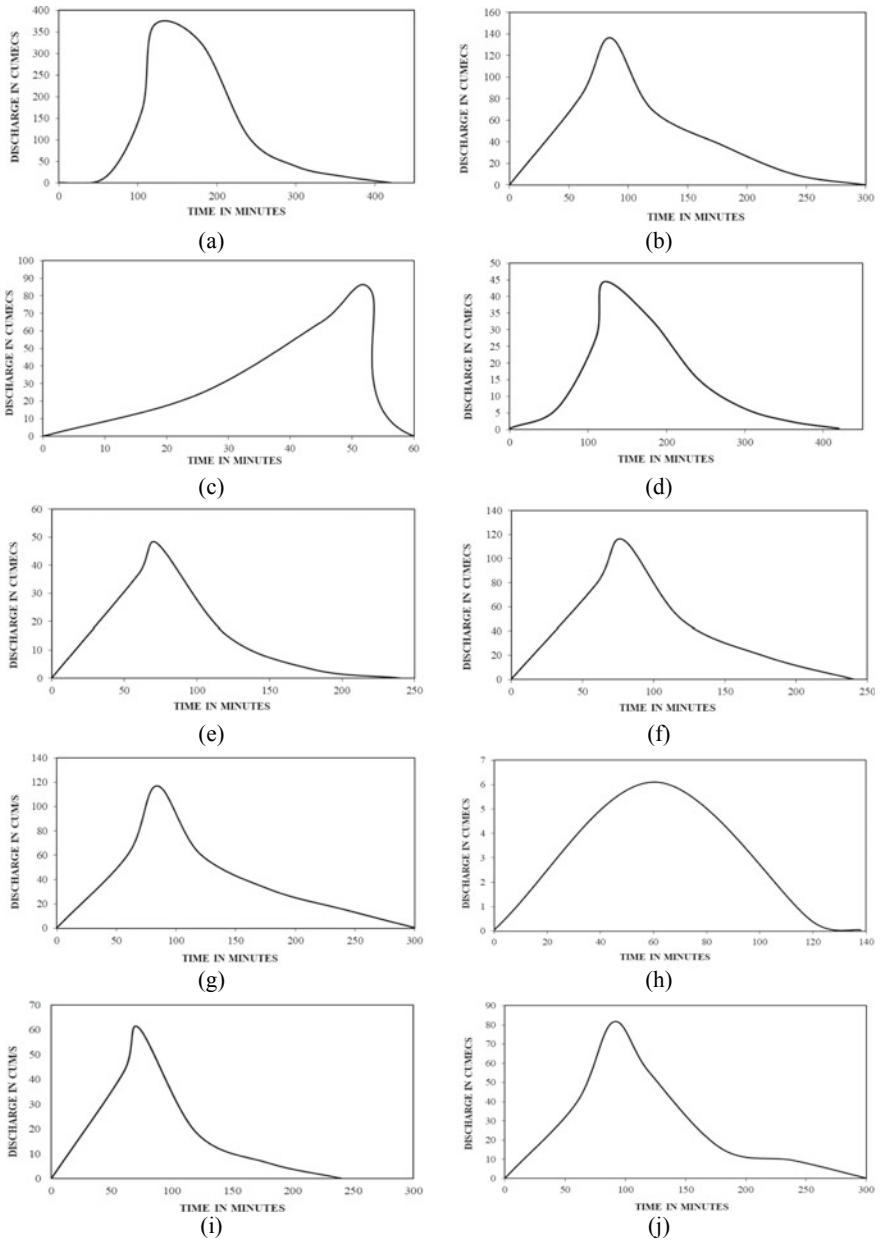 DISCHARGE IN CUMECS
400
350
300
250
200
150
100
50
0
0 100 200 300 400
TIME IN MINUTES
(a)
DISCHARGE IN CUMECS
160
140
120
100
80
60
40
20
0
0 50 100 150 200 250 300
TIME IN MINUTES
(b)
DISCHARGE IN CUMECS
100
90
80
70
60
50
40
30
20
10
0
0 10 20 30 40 50 60
TIME IN MINUTES
(c)
DISCHARGE IN CUMECS
50
45
40
35
30
25
20
15
10
5
0
0 100 200 300 400
TIME IN MINUTES
(d)
DISCHARGE IN CUMECS
60
50
40
30
20
10
0
0 50 100 150 200 250
TIME IN MINUTES
(e)
DISCHARGE IN CUMECS
140
120
100
80
60
40
20
0
0 50 100 150 200 250
TIME IN MINUTES
(f)
DISCHARGE IN CUM/S
140
120
100
80
60
40
20
0
0 50 100 150 200 250 300
TIME IN MINUTES
(g)
DISCHARGE IN CUMECS
7
6
5
4
3
2
1
0
0 20 40 60 80 100 120 140
TIME IN MINUTES
(h)
DISCHARGE IN CUM/S
70
60
50
40
30
20
10
0
0 50 100 150 200 250 300
TIME IN MINUTES
(i)
DISCHARGE IN CUMECS
90
80
70
60
50
40
30
20
10
0
0 50 100 150 200 250 300
TIME IN MINUTES
(j)